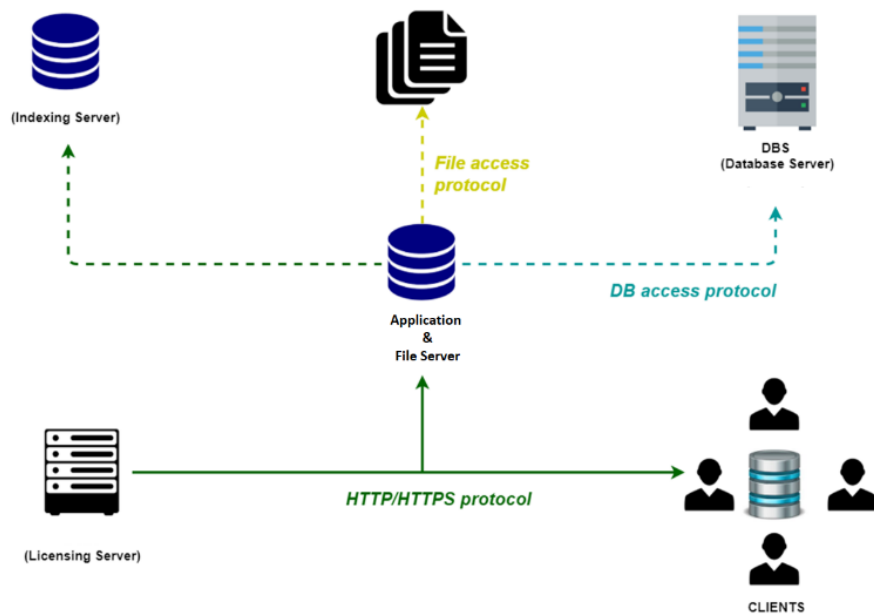 (Indexing Server)
File access
protocol
DBS
(Database Server)
DB access protocol
Application
&
File Server
HTTP/HTTPS protocol
(Licensing Server)
CLIENTS